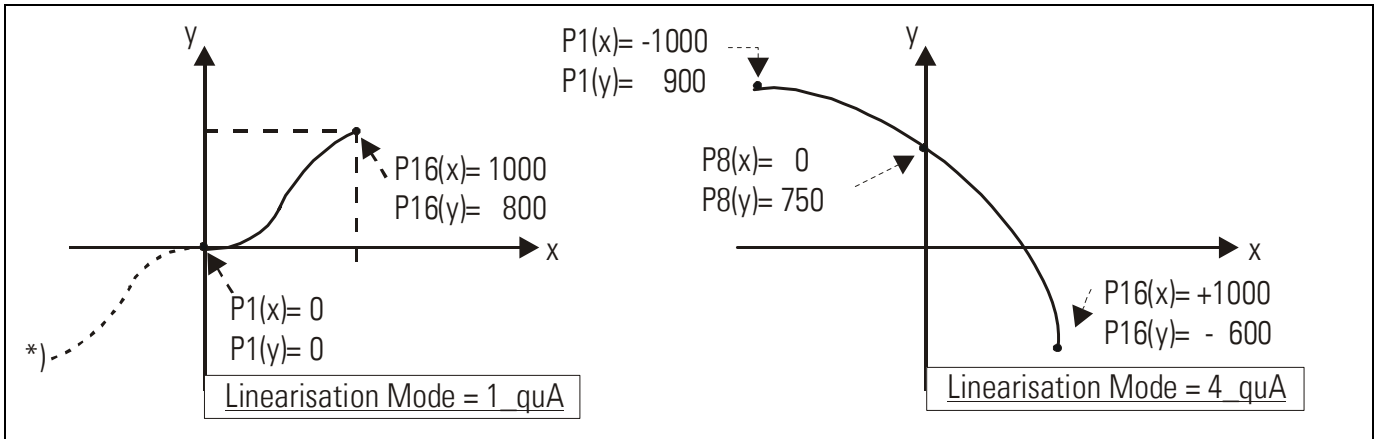 y
P16(x)= 1000
P16(y)= 800
x
P1(x)= 0
P1(y)= 0
*)
Linearisation Mode = 1_quA
P1(x)= -1000
P1(y)= 900
y
P8(x)= 0
P8(y)= 750
x
P16(x)= +1000
P16(y)= - 600
Linearisation Mode = 4_quA